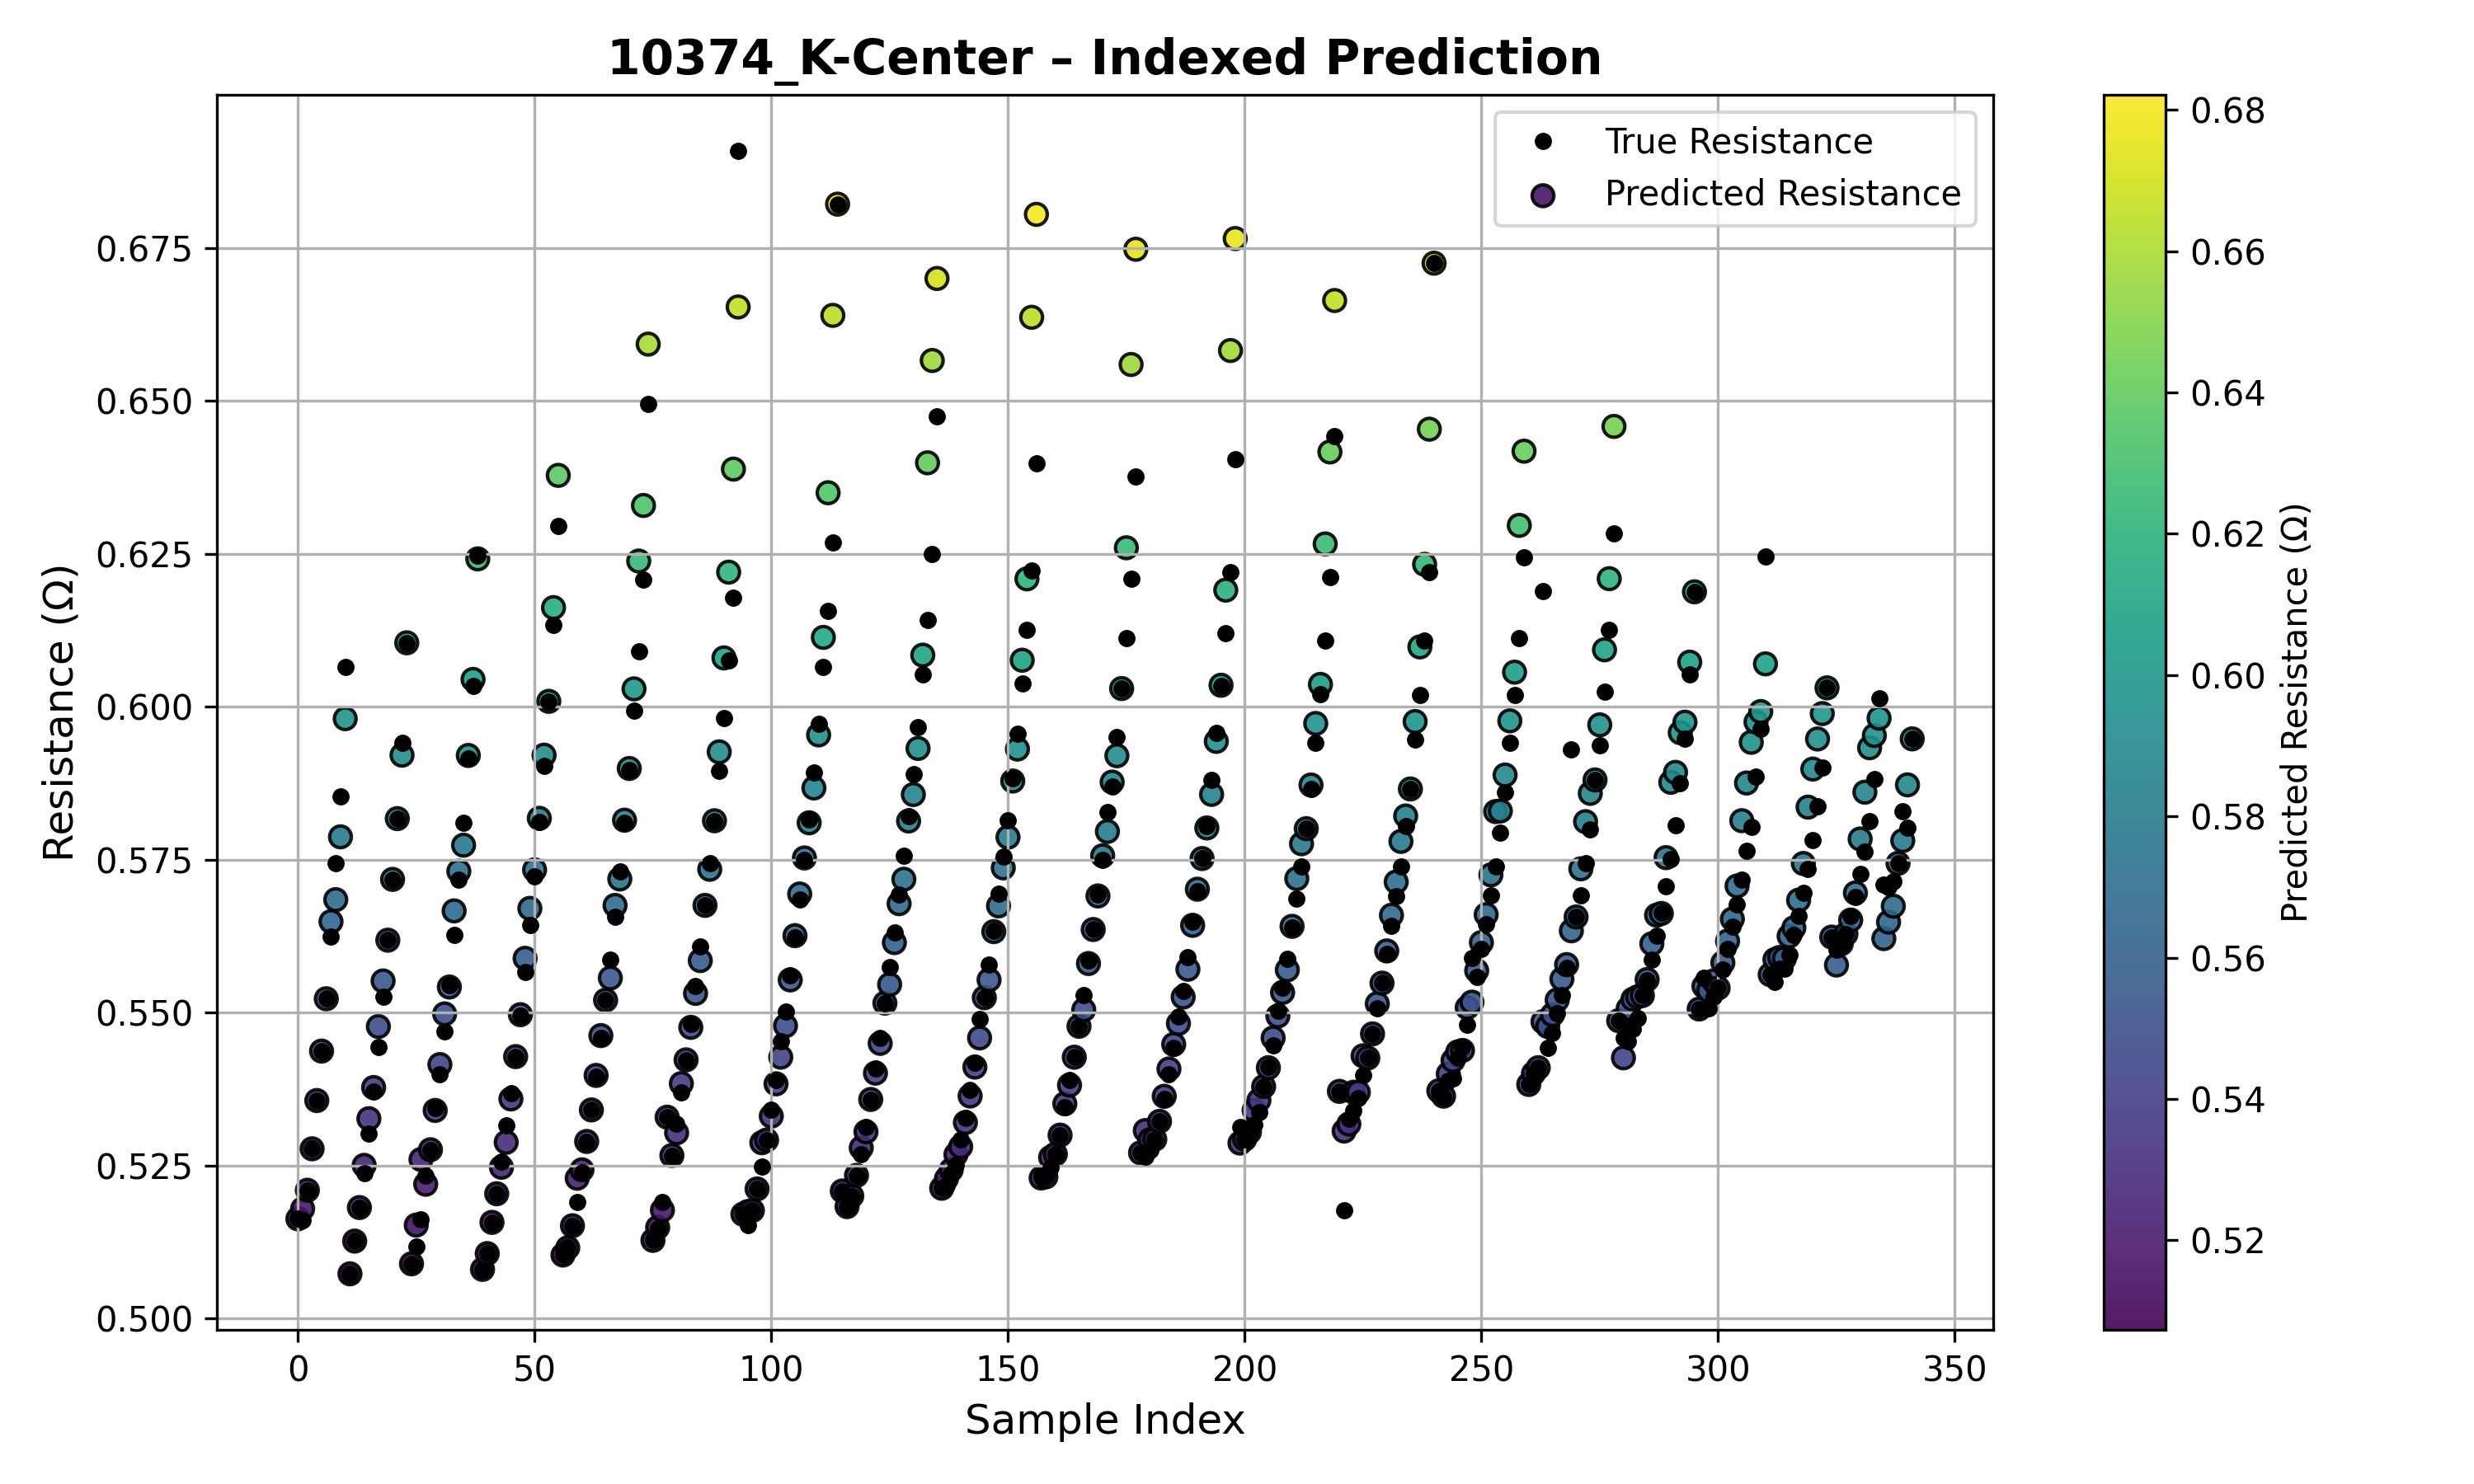 10374_K-Center – Indexed Prediction
True Resistance
Predicted Resistance
Resistance (Ω)
0.675
0.650
0.625
0.600
0.575
0.550
0.525
0.500
0 50 100 150 200 250 300 350
Sample Index
0.68
0.66
0.64
0.62
0.60
0.58
0.56
0.54
0.52
Predicted Resistance (Ω)